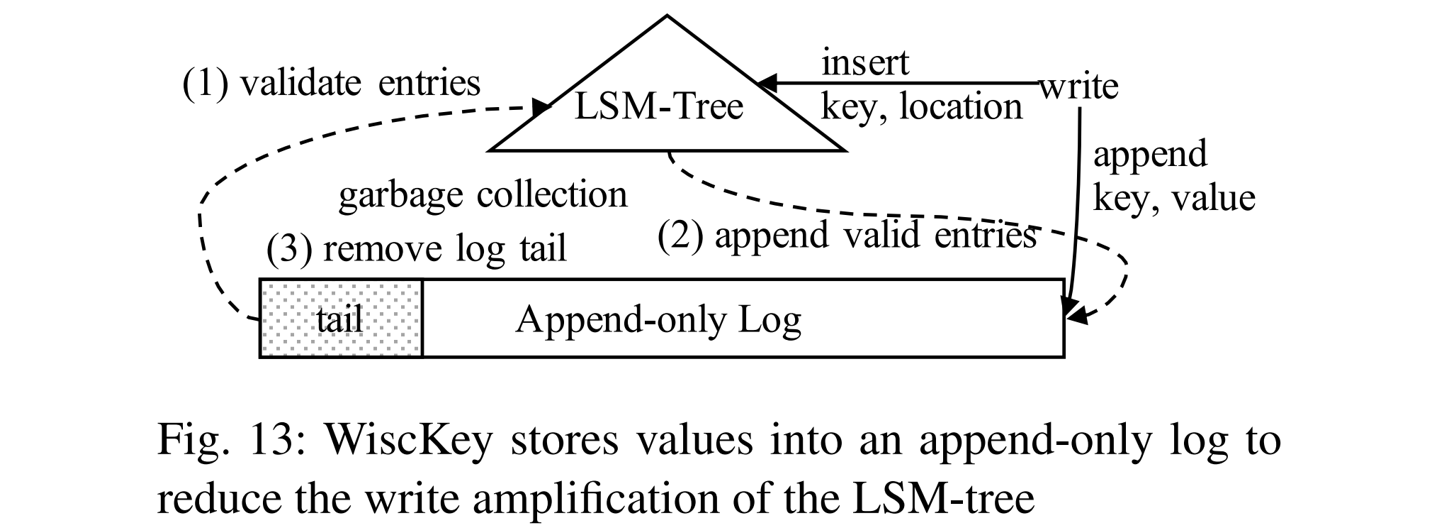 (1) validate entries
LSM-Tree
insert
key, location
write
append
key, value
garbage collection
(2) append valid entries
(3) remove log tail
tail
Append-only Log
Fig. 13: WiscKey stores values into an append-only log to
reduce the write amplification of the LSM-tree